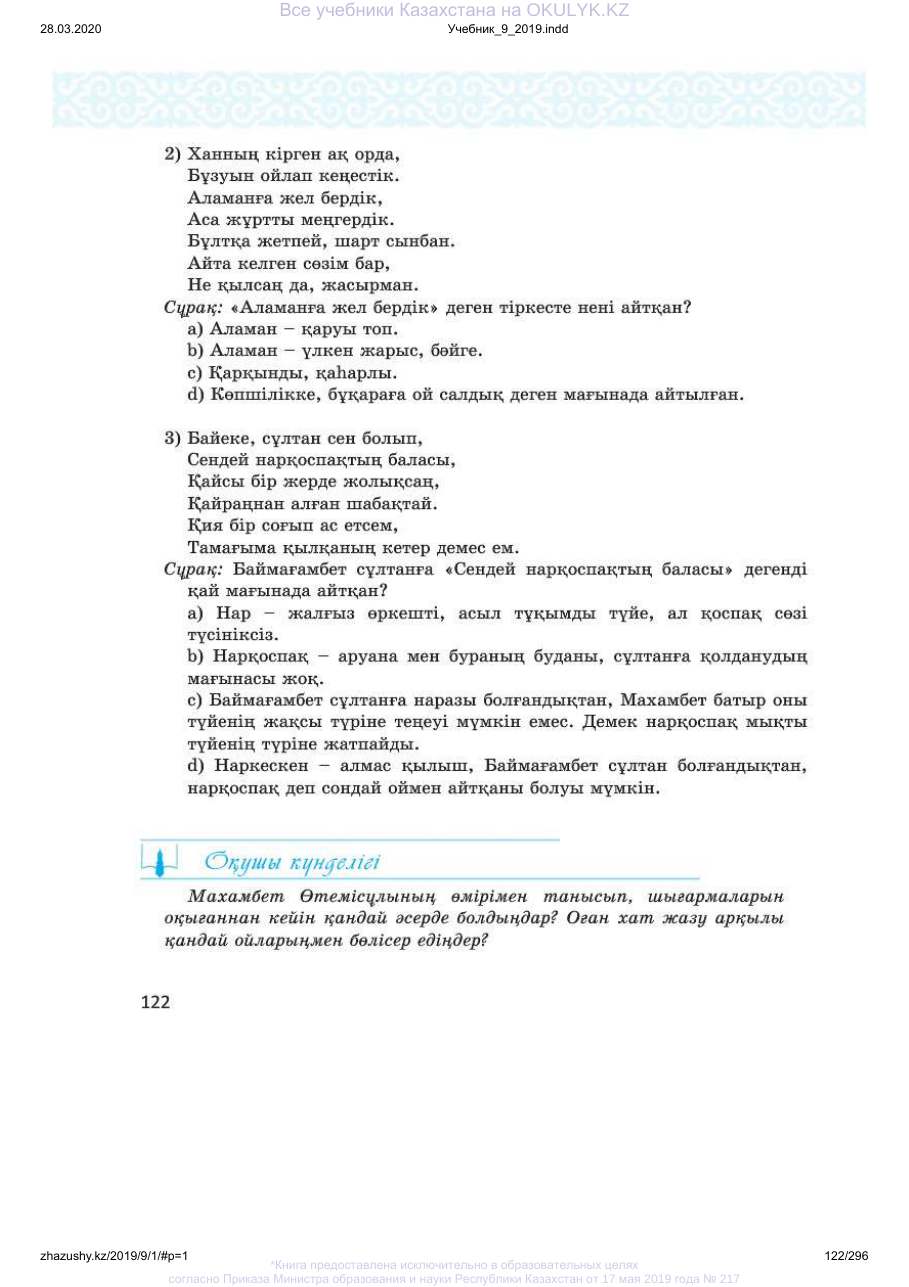 Все учебники Казахстана на OKULYK.KZ
28.03.2020 Учебник_9_2019.indd
2) Ханның кірген ақ орда,
Бұзуын ойлап кеңестік.
Аламанға жел бердік,
Аса жұртты меңгердік.
Бұлтқа жетпей, шарт сынбан.
Айта келген сөзім бар,
Не қылсаң да, жасырман.
Сұрақ: «Аламанға жел бердік» деген тіркесте нені айтқан?
a) Аламан – қаруы топ.
b) Аламан – үлкен жарыс, бәйге.
c) Қарқынды, қаһарлы.
d) Көпшілікке, бұқараға ой салдық деген мағынада айтылған.
3) Байеке, сұлтан сен болып,
Сендей нарқоспақтың баласы,
Қайсы бір жерде жолықсаң,
Қайраңнан алған шабақтай.
Қия бір соғып ас етсем,
Тамағыма қылқаның кетер демес ем.
Сұрақ: Баймағамбет сұлтанға «Сендей нарқоспақтың баласы» дегенді
қай мағынада айтқан?
a) Нар – жалғыз өркешті, асыл тұқымды түйе, ал қоспақ сөзі
түсініксіз.
b) Нарқоспақ – аруана мен бураның буданы, сұлтанға қолданудың
мағынасы жоқ.
c) Баймағамбет сұлтанға наразы болғандықтан, Махамбет батыр оны
түйенің жақсы түріне теңеуі мүмкін емес. Демек нарқоспақ мықты
түйенің түріне жатпайды.
d) Наркескен – алмас қылыш, Баймағамбет сұлтан болғандықтан,
нарқоспақ деп сондай оймен айтқаны болуы мүмкін.
Оқушы күнделігі
Махамбет Өтемісұлының өмірімен танысып, шығармаларын
оқығаннан кейін қандай әсерде болдыңдар? Оған хат жазу арқылы
қандай ойларыңмен бөлісер едіңдер?
122
zhazushy.kz/2019/9/1/#p=1 122/296
*Книга предоставлена исключительно в образовательных целях
согласно Приказа Министра образования и науки Республики Казахстан от 17 мая 2019 года № 217